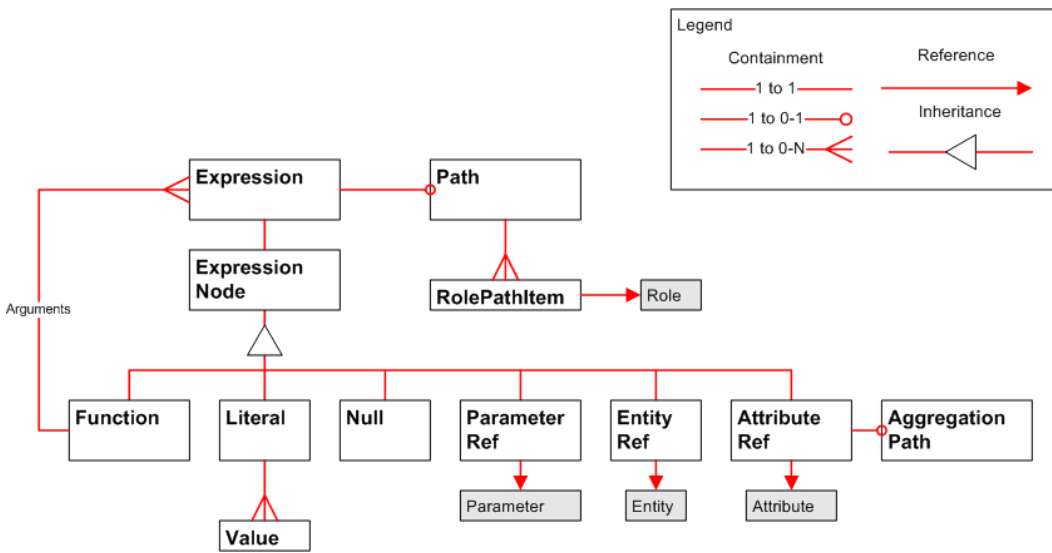 Legend
Containment
Reference
1 to 1
1 to 0-1
Inheritance
1 to 0-N
Expression
Path
Expression
Node
RolePathItem
Role
Arguments
Function
Literal
Null
Parameter
Ref
Entity
Ref
Attribute
Ref
Aggregation
Path
Parameter
Entity
Attribute
Value